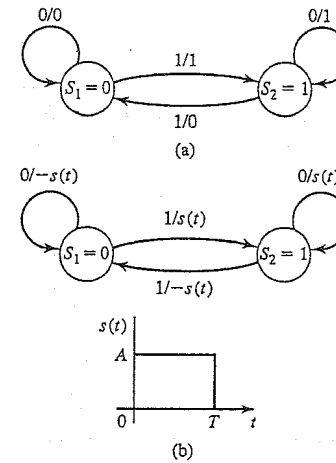 0/0 0/1
1/1
S₁ = 0 S₂ = 1
1/0
(a)
0/−s(t) 0/s(t)
1/s(t)
S₁ = 0 S₂ = 1
1/−s(t)
s(t)
A
0 T t
(b)